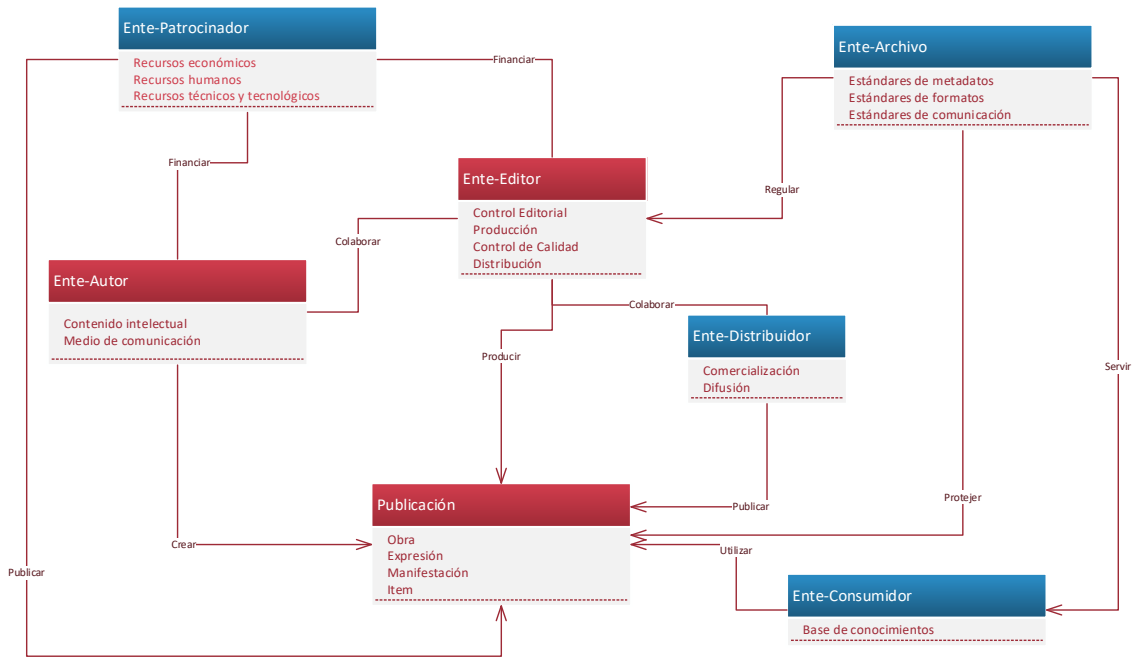 Ente-Patrocinador
Recursos económicos
Recursos humanos
Recursos técnicos y tecnológicos
Financiar
Ente-Archivo
Estándares de metadatos
Estándares de formatos
Estándares de comunicación
Financiar
Ente-Editor
Control Editorial
Producción
Control de Calidad
Distribución
Regular
Colaborar
Ente-Autor
Contenido intelectual
Medio de comunicación
Colaborar
Ente-Distribuidor
Comercialización
Difusión
Producir
Servir
Publicación
Obra
Expresión
Manifestación
Item
Publicar
Protejer
Crear
Utilizar
Publicar
Ente-Consumidor
Base de conocimientos